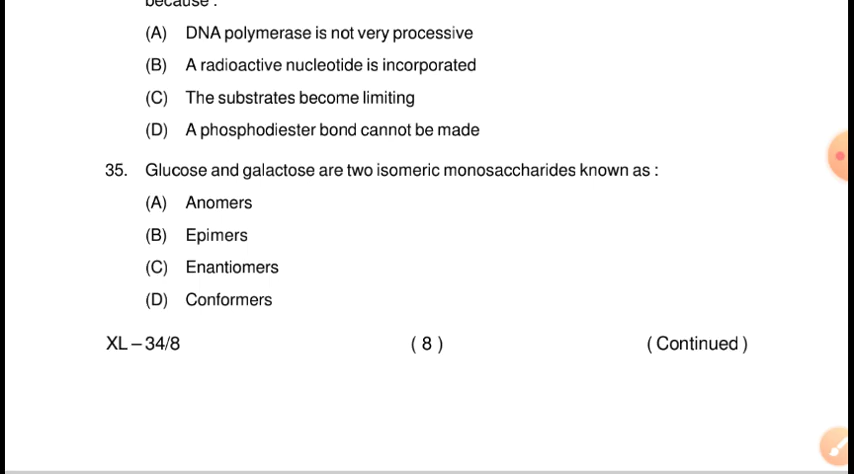 because :
(A) DNA polymerase is not very processive
(B) A radioactive nucleotide is incorporated
(C) The substrates become limiting
(D) A phosphodiester bond cannot be made
35. Glucose and galactose are two isomeric monosaccharides known as :
(A) Anomers
(B) Epimers
(C) Enantiomers
(D) Conformers
XL – 34/8 ( 8 ) ( Continued )